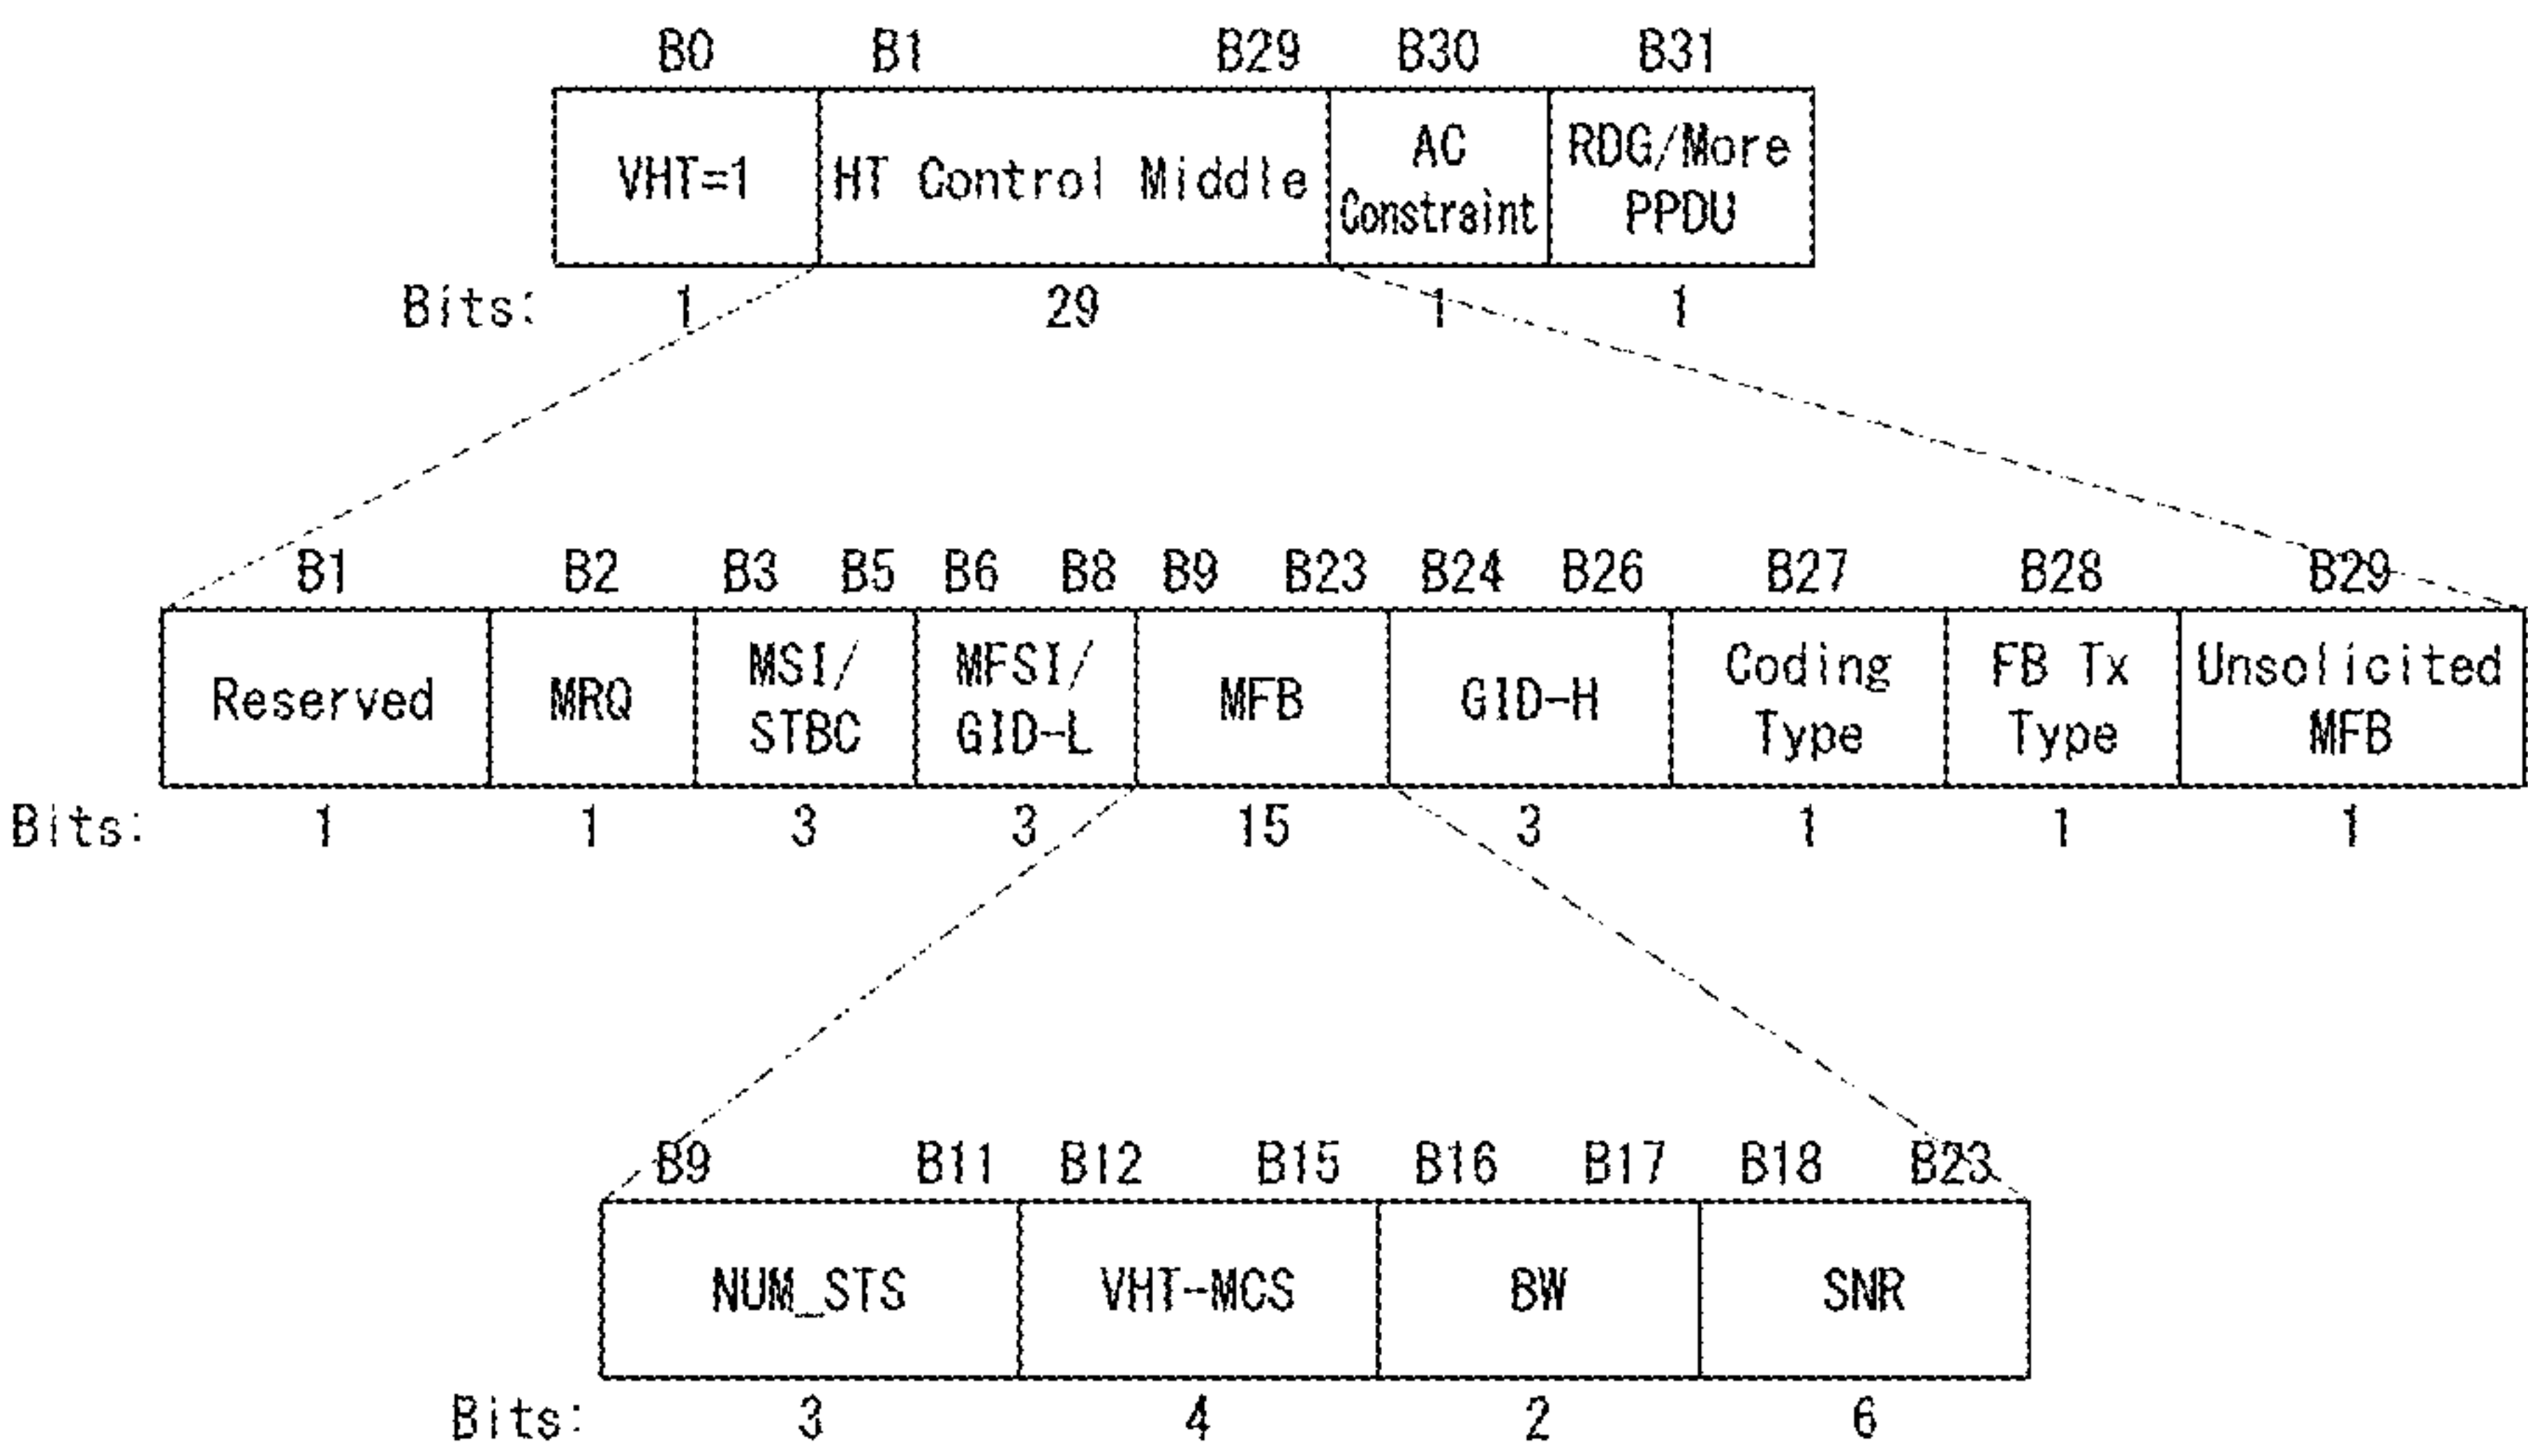 B0 B1 B29 B30 B31
VHT=1 HT Control Middle AC Constraint RDG/More PPDU
Bits: 1 29 1 1
B1 B2 B3 B5 B6 B8 B9 B23 B24 B26 B27 B28 B29
Reserved MRQ MSI/ STBC MFSI/ GID-L MFB GID-H Coding Type FB Tx Type Unsolicited MFB
Bits: 1 1 3 3 15 3 1 1 1
B9 B11 B12 B15 B16 B17 B18 B23
NUM_STS VHT-MCS BW SNR
Bits: 3 4 2 6